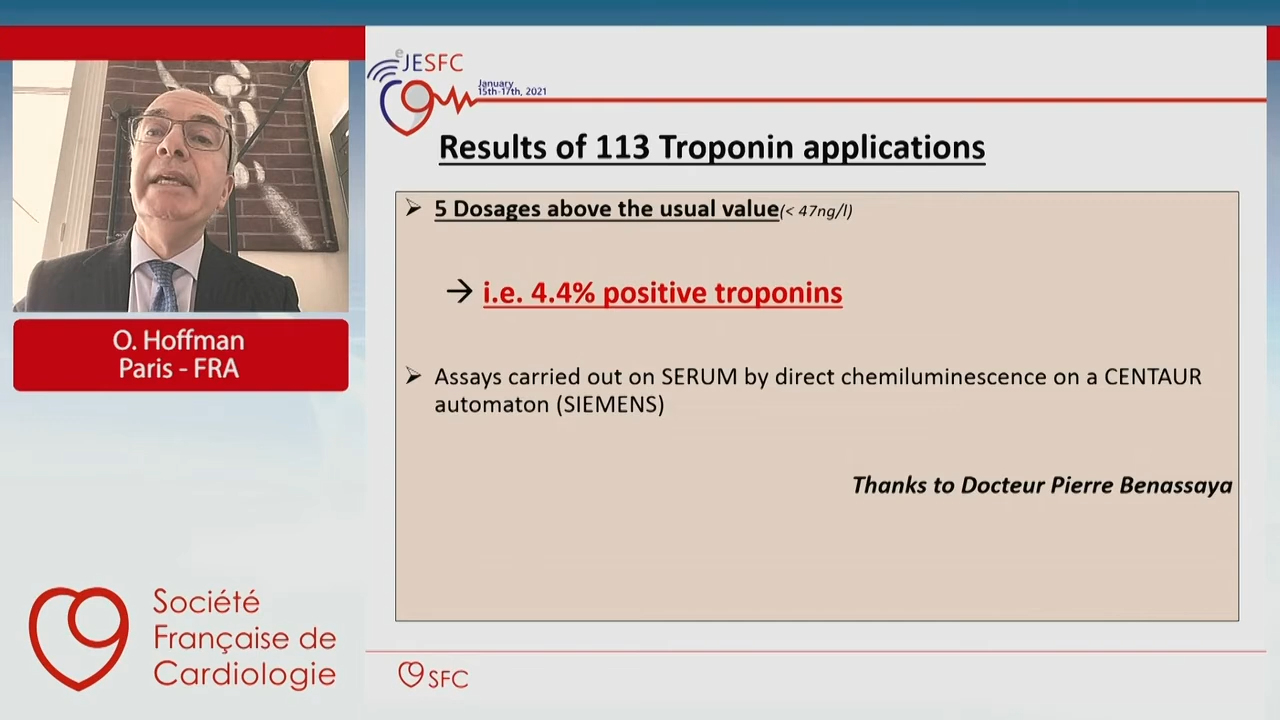 eJESFC
January
15th-17th, 2021
Results of 113 Troponin applications
5 Dosages above the usual value(< 47ng/l)
→ i.e. 4.4% positive troponins
Assays carried out on SERUM by direct chemiluminescence on a CENTAUR
automaton (SIEMENS)
Thanks to Docteur Pierre Benassaya
O. Hoffman
Paris - FRA
Société
Française de
Cardiologie
SFC